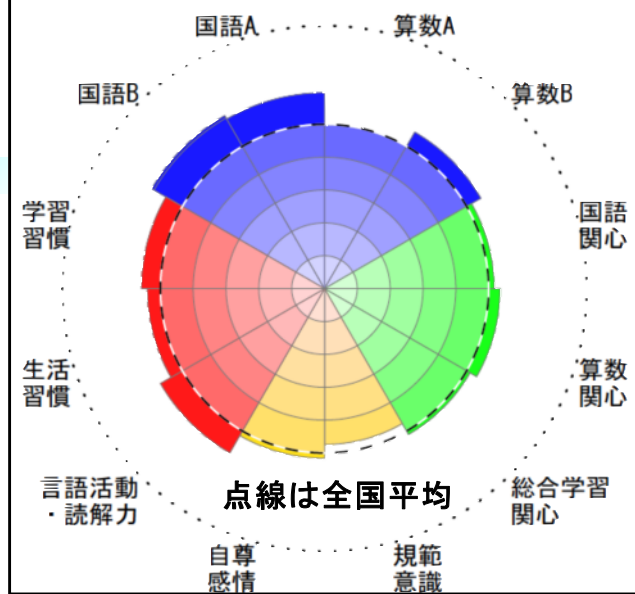 国語A
算数A
国語B
算数B
学習
習慣
国語
関心
生活
習慣
算数
関心
言語活動
・読解力
点線は全国平均
総合学習
関心
自尊
感情
規範
意識